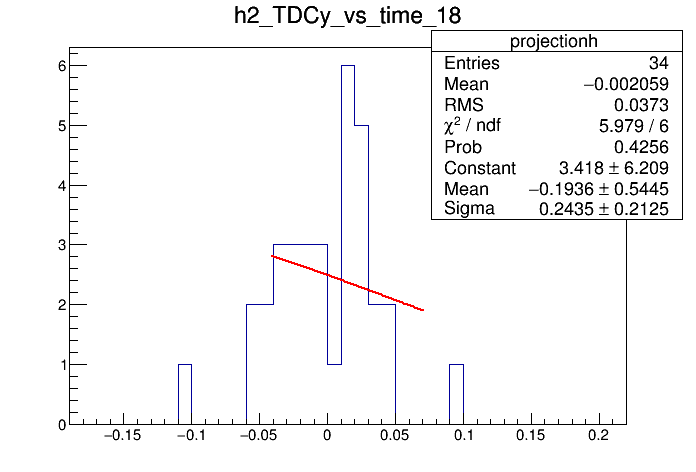 h2_TDCy_vs_time_18
projectionh
Entries 34
Mean −0.002059
RMS 0.0373
χ² / ndf 5.979 / 6
Prob 0.4256
Constant 3.418 ± 6.209
Mean −0.1936 ± 0.5445
Sigma 0.2435 ± 0.2125
6
5
4
3
2
1
0
−0.15 −0.1 −0.05 0 0.05 0.1 0.15 0.2